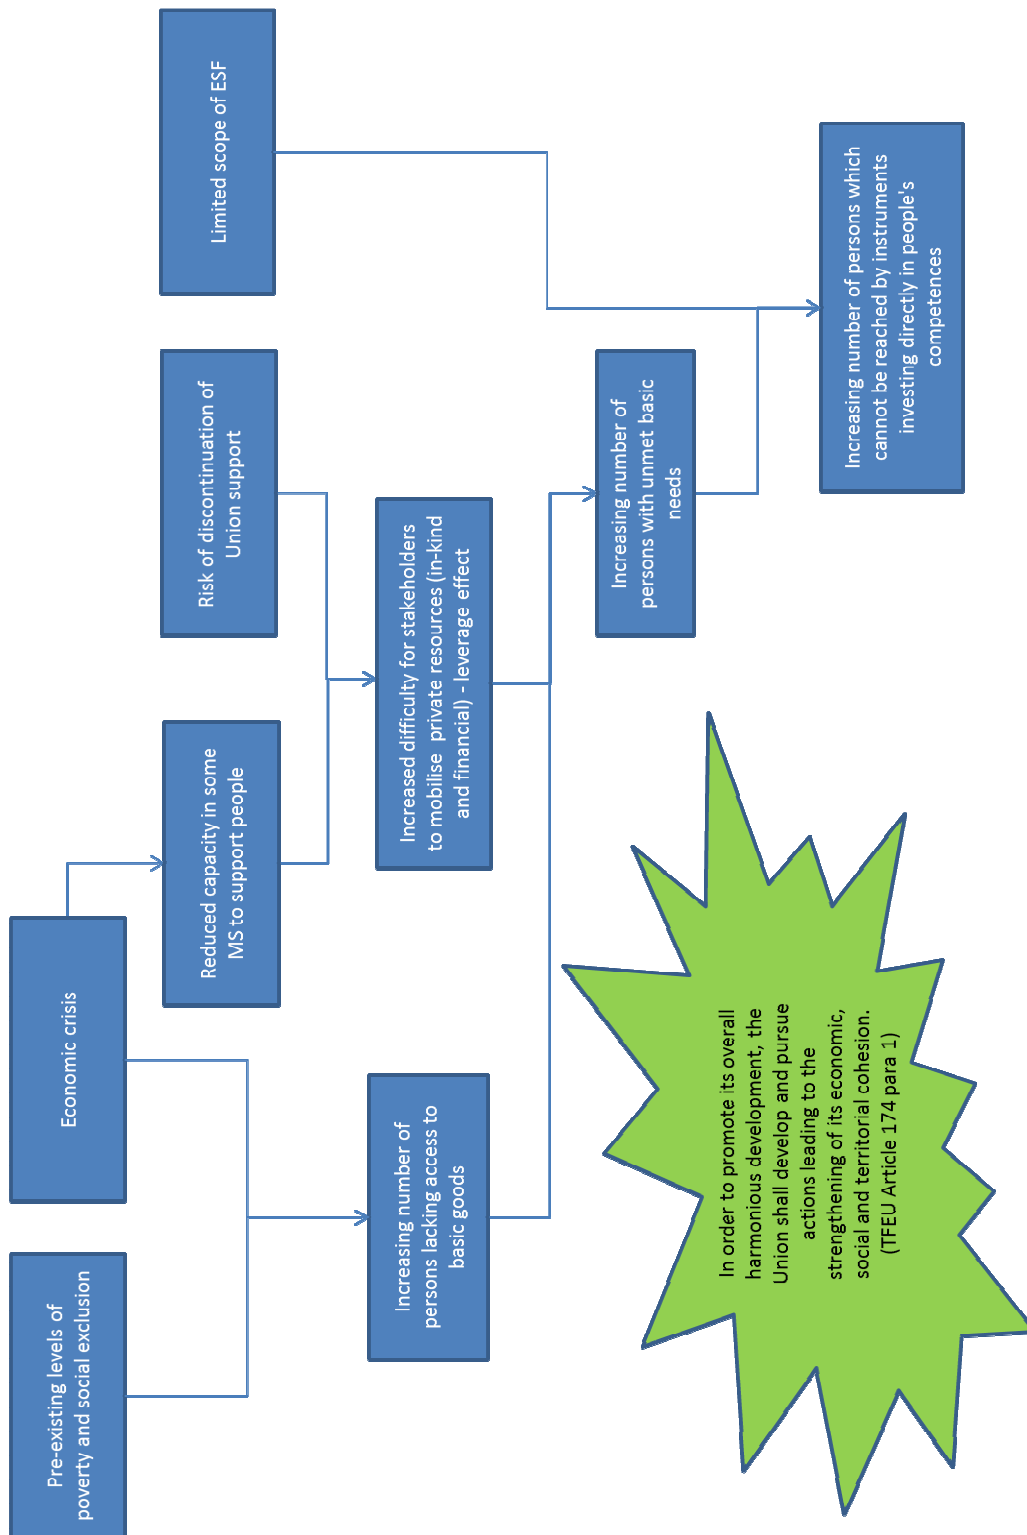 Pre-existing levels of
poverty and social exclusion
Economic crisis
Reduced capacity in some
MS to support people
Risk of discontinuation of
Union support
Limited scope of ESF
Increasing number of
persons lacking access to
basic goods
Increased difficulty for stakeholders
to mobilise private resources (in-kind
and financial) - leverage effect
Increasing number of
persons with unmet basic
needs
Increasing number of persons which
cannot be reached by instruments
investing directly in people's
competences
In order to promote its overall
harmonious development, the
Union shall develop and pursue
actions leading to the
strengthening of its economic,
social and territorial cohesion.
(TFEU Article 174 para 1)